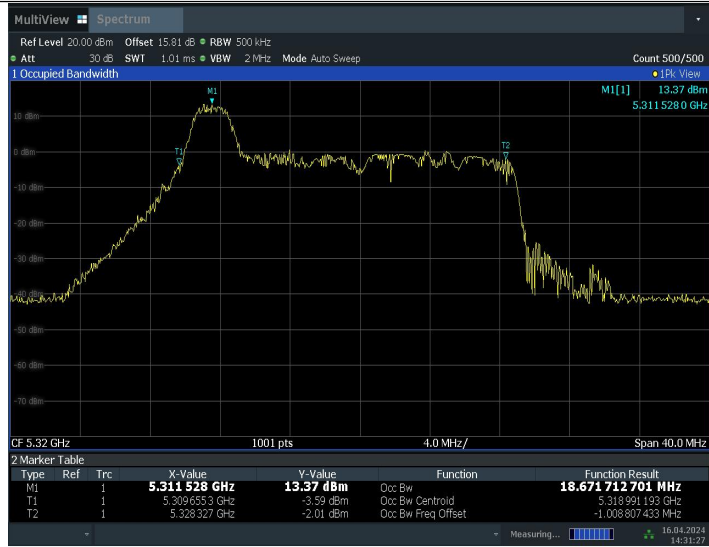 MultiView Spectrum
Ref Level 20.00 dBm Offset 15.81 dB RBW 500 kHz
Att 30 dB SWT 1.01 ms VBW 2 MHz Mode Auto Sweep Count 500/500
1 Occupied Bandwidth 1Pk View
M1[1] 13.37 dBm
5.311 528 0 GHz
M1
10 dBm
T1
0 dBm
T2
-10 dBm
-20 dBm
-30 dBm
-40 dBm
-50 dBm
-60 dBm
-70 dBm
CF 5.32 GHz 1001 pts 4.0 MHz/ Span 40.0 MHz
2 Marker Table
Type Ref Trc X-Value Y-Value Function Function Result
M1 1 5.311 528 GHz 13.37 dBm Occ Bw 18.671 712 701 MHz
T1 1 5.309 655 3 GHz -3.59 dBm Occ Bw Centroid 5.318 991 193 GHz
T2 1 5.328 327 GHz -2.01 dBm Occ Bw Freq Offset -1.008 807 433 MHz
Measuring... 16.04.2024
14:31:27